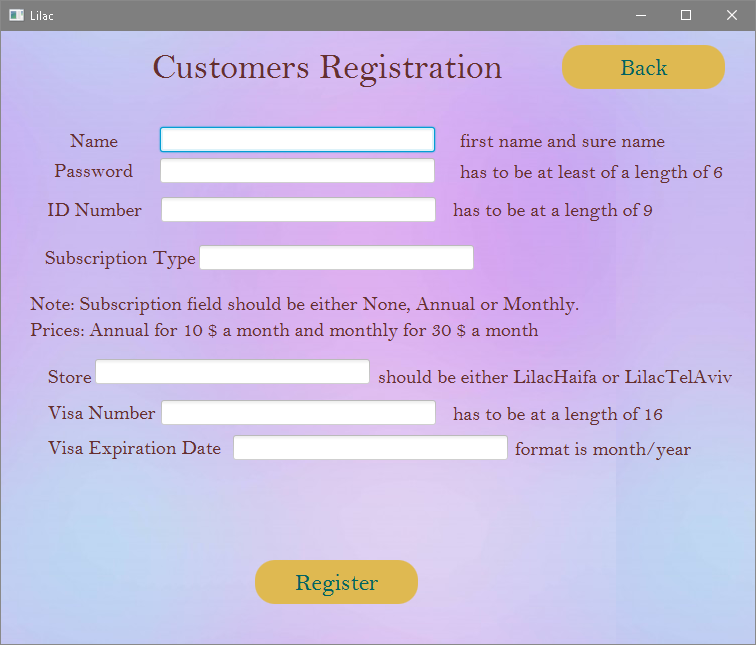 Lilac
Customers Registration
Back
Name
first name and sure name
Password
has to be at least of a length of 6
ID Number
has to be at a length of 9
Subscription Type
Note: Subscription field should be either None, Annual or Monthly.
Prices: Annual for 10 $ a month and monthly for 30 $ a month
Store
should be either LilacHaifa or LilacTelAviv
Visa Number
has to be at a length of 16
Visa Expiration Date
format is month/year
Register